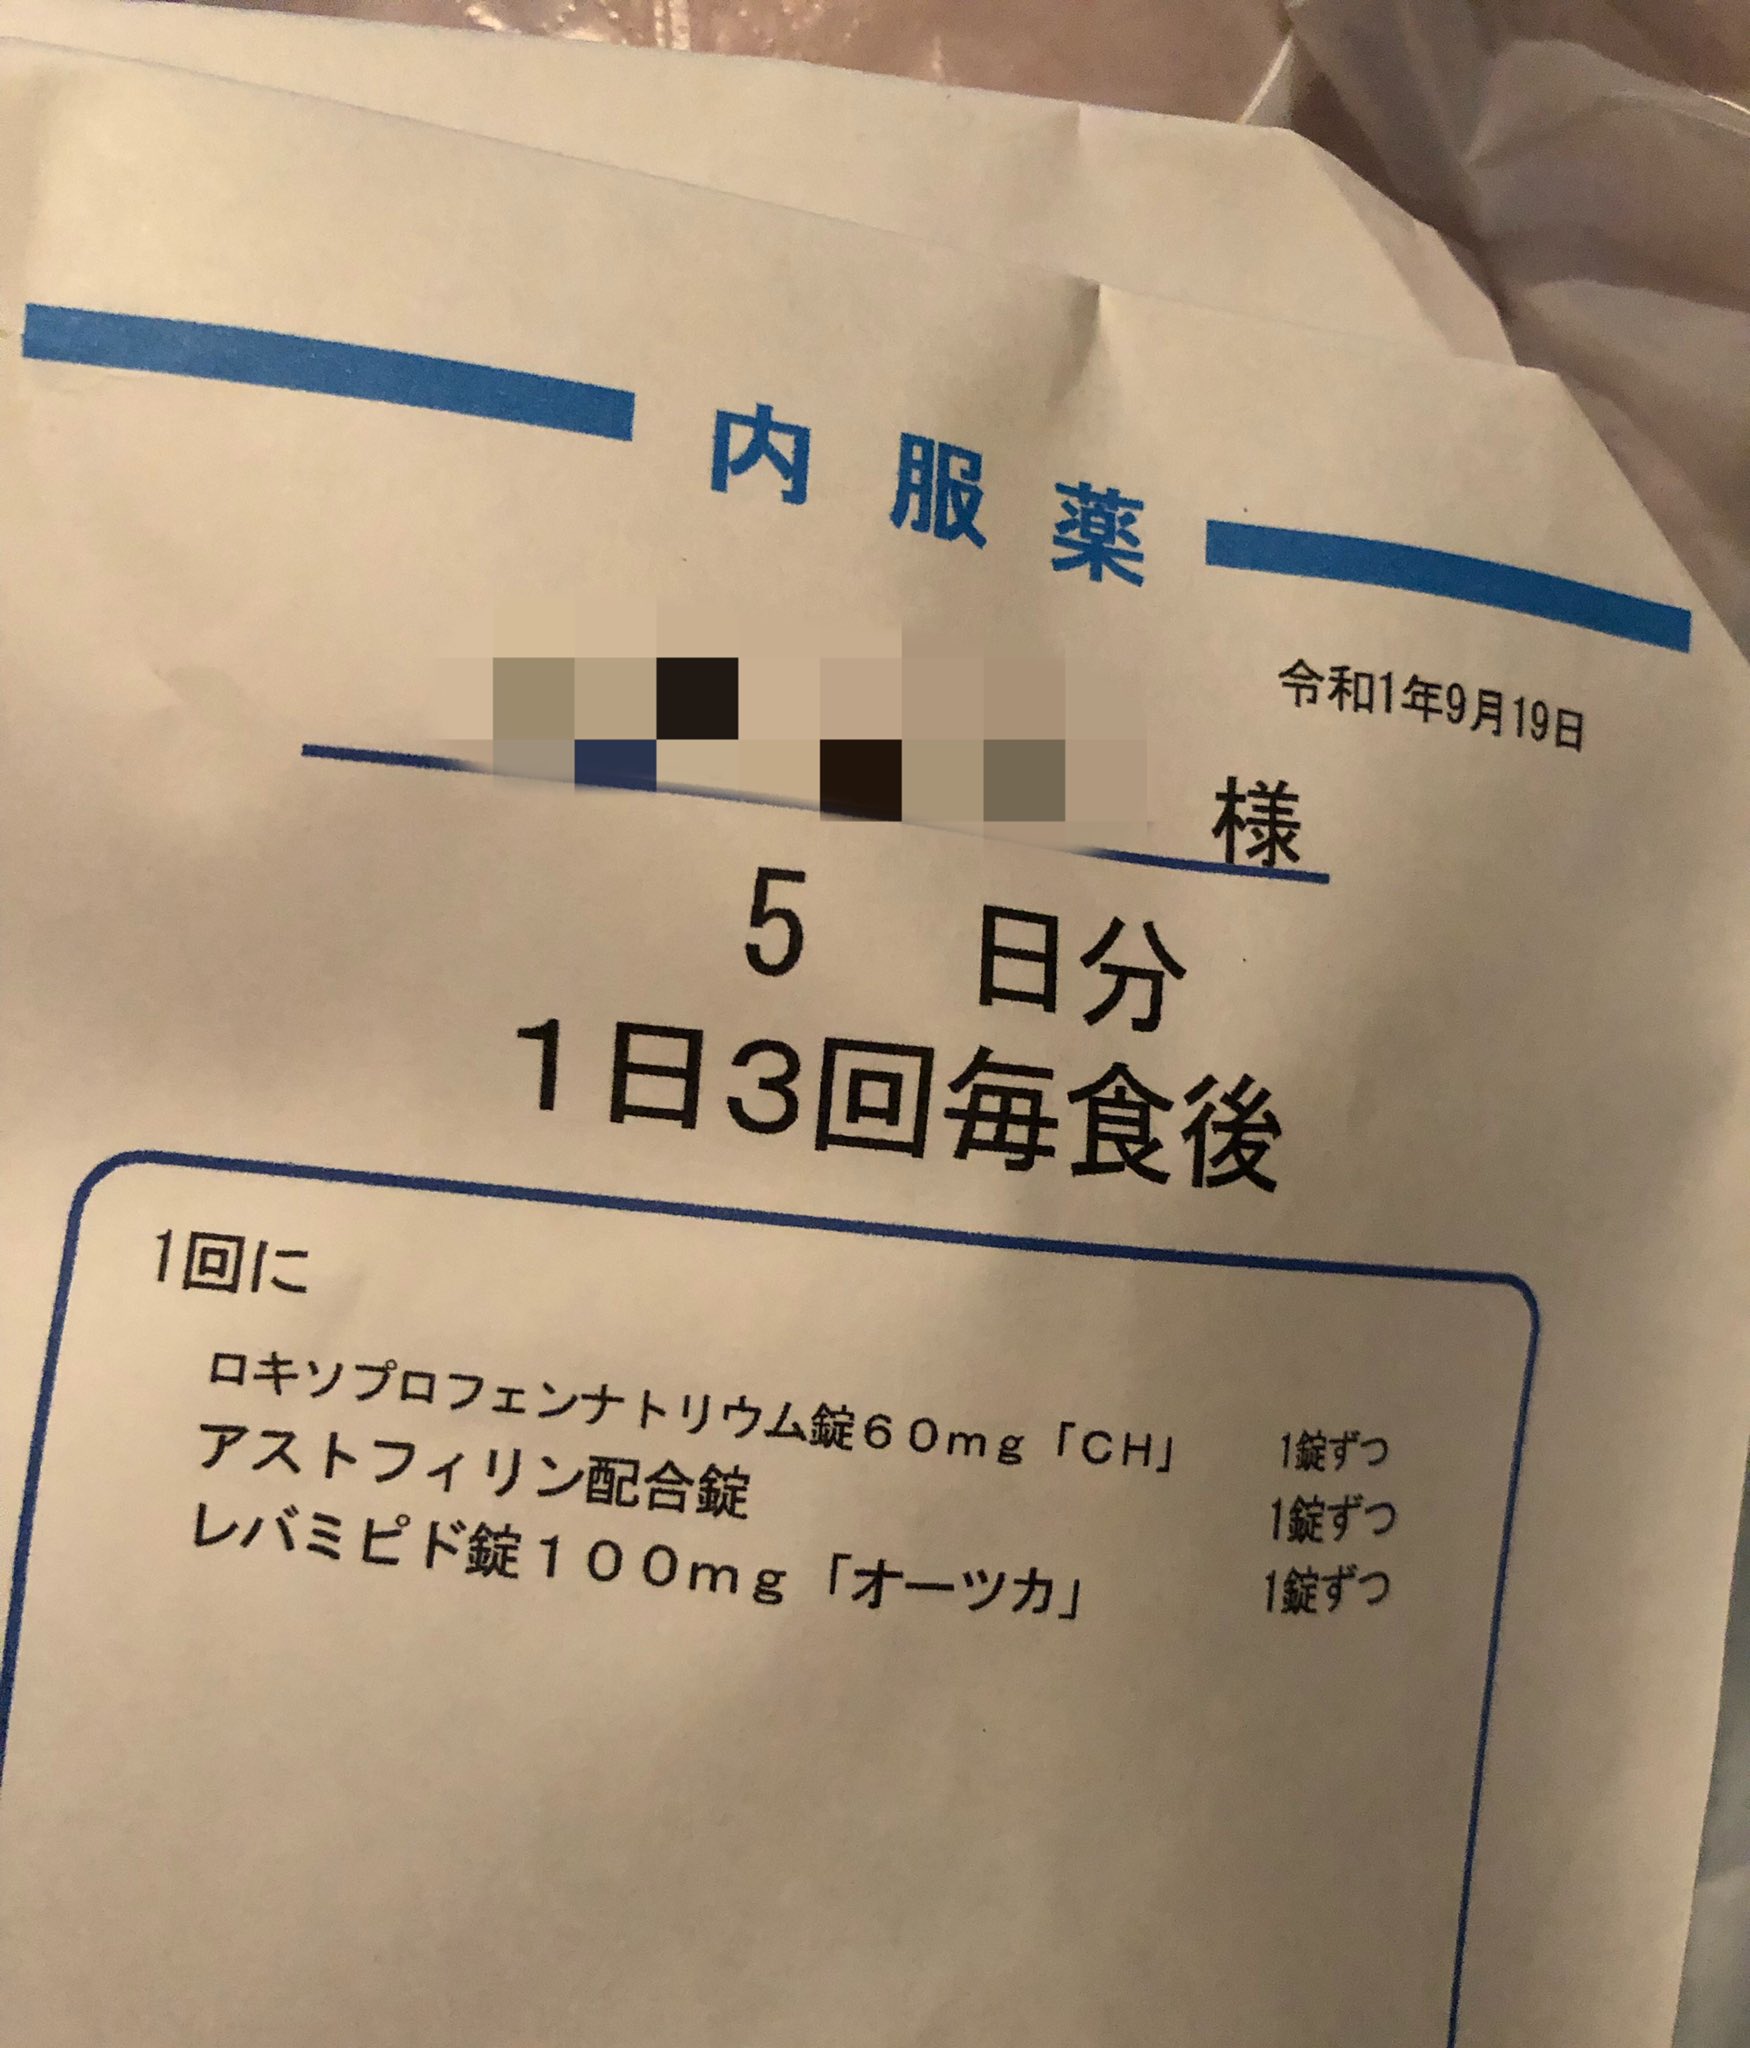 内服薬
令和1年9月19日
様
5 日分
1日3回毎食後
1回に
ロキソプロフェンナトリウム錠60mg「CH」 1錠ずつ
アストフィリン配合錠 1錠ずつ
レバミピド錠100mg「オーツカ」 1錠ずつ